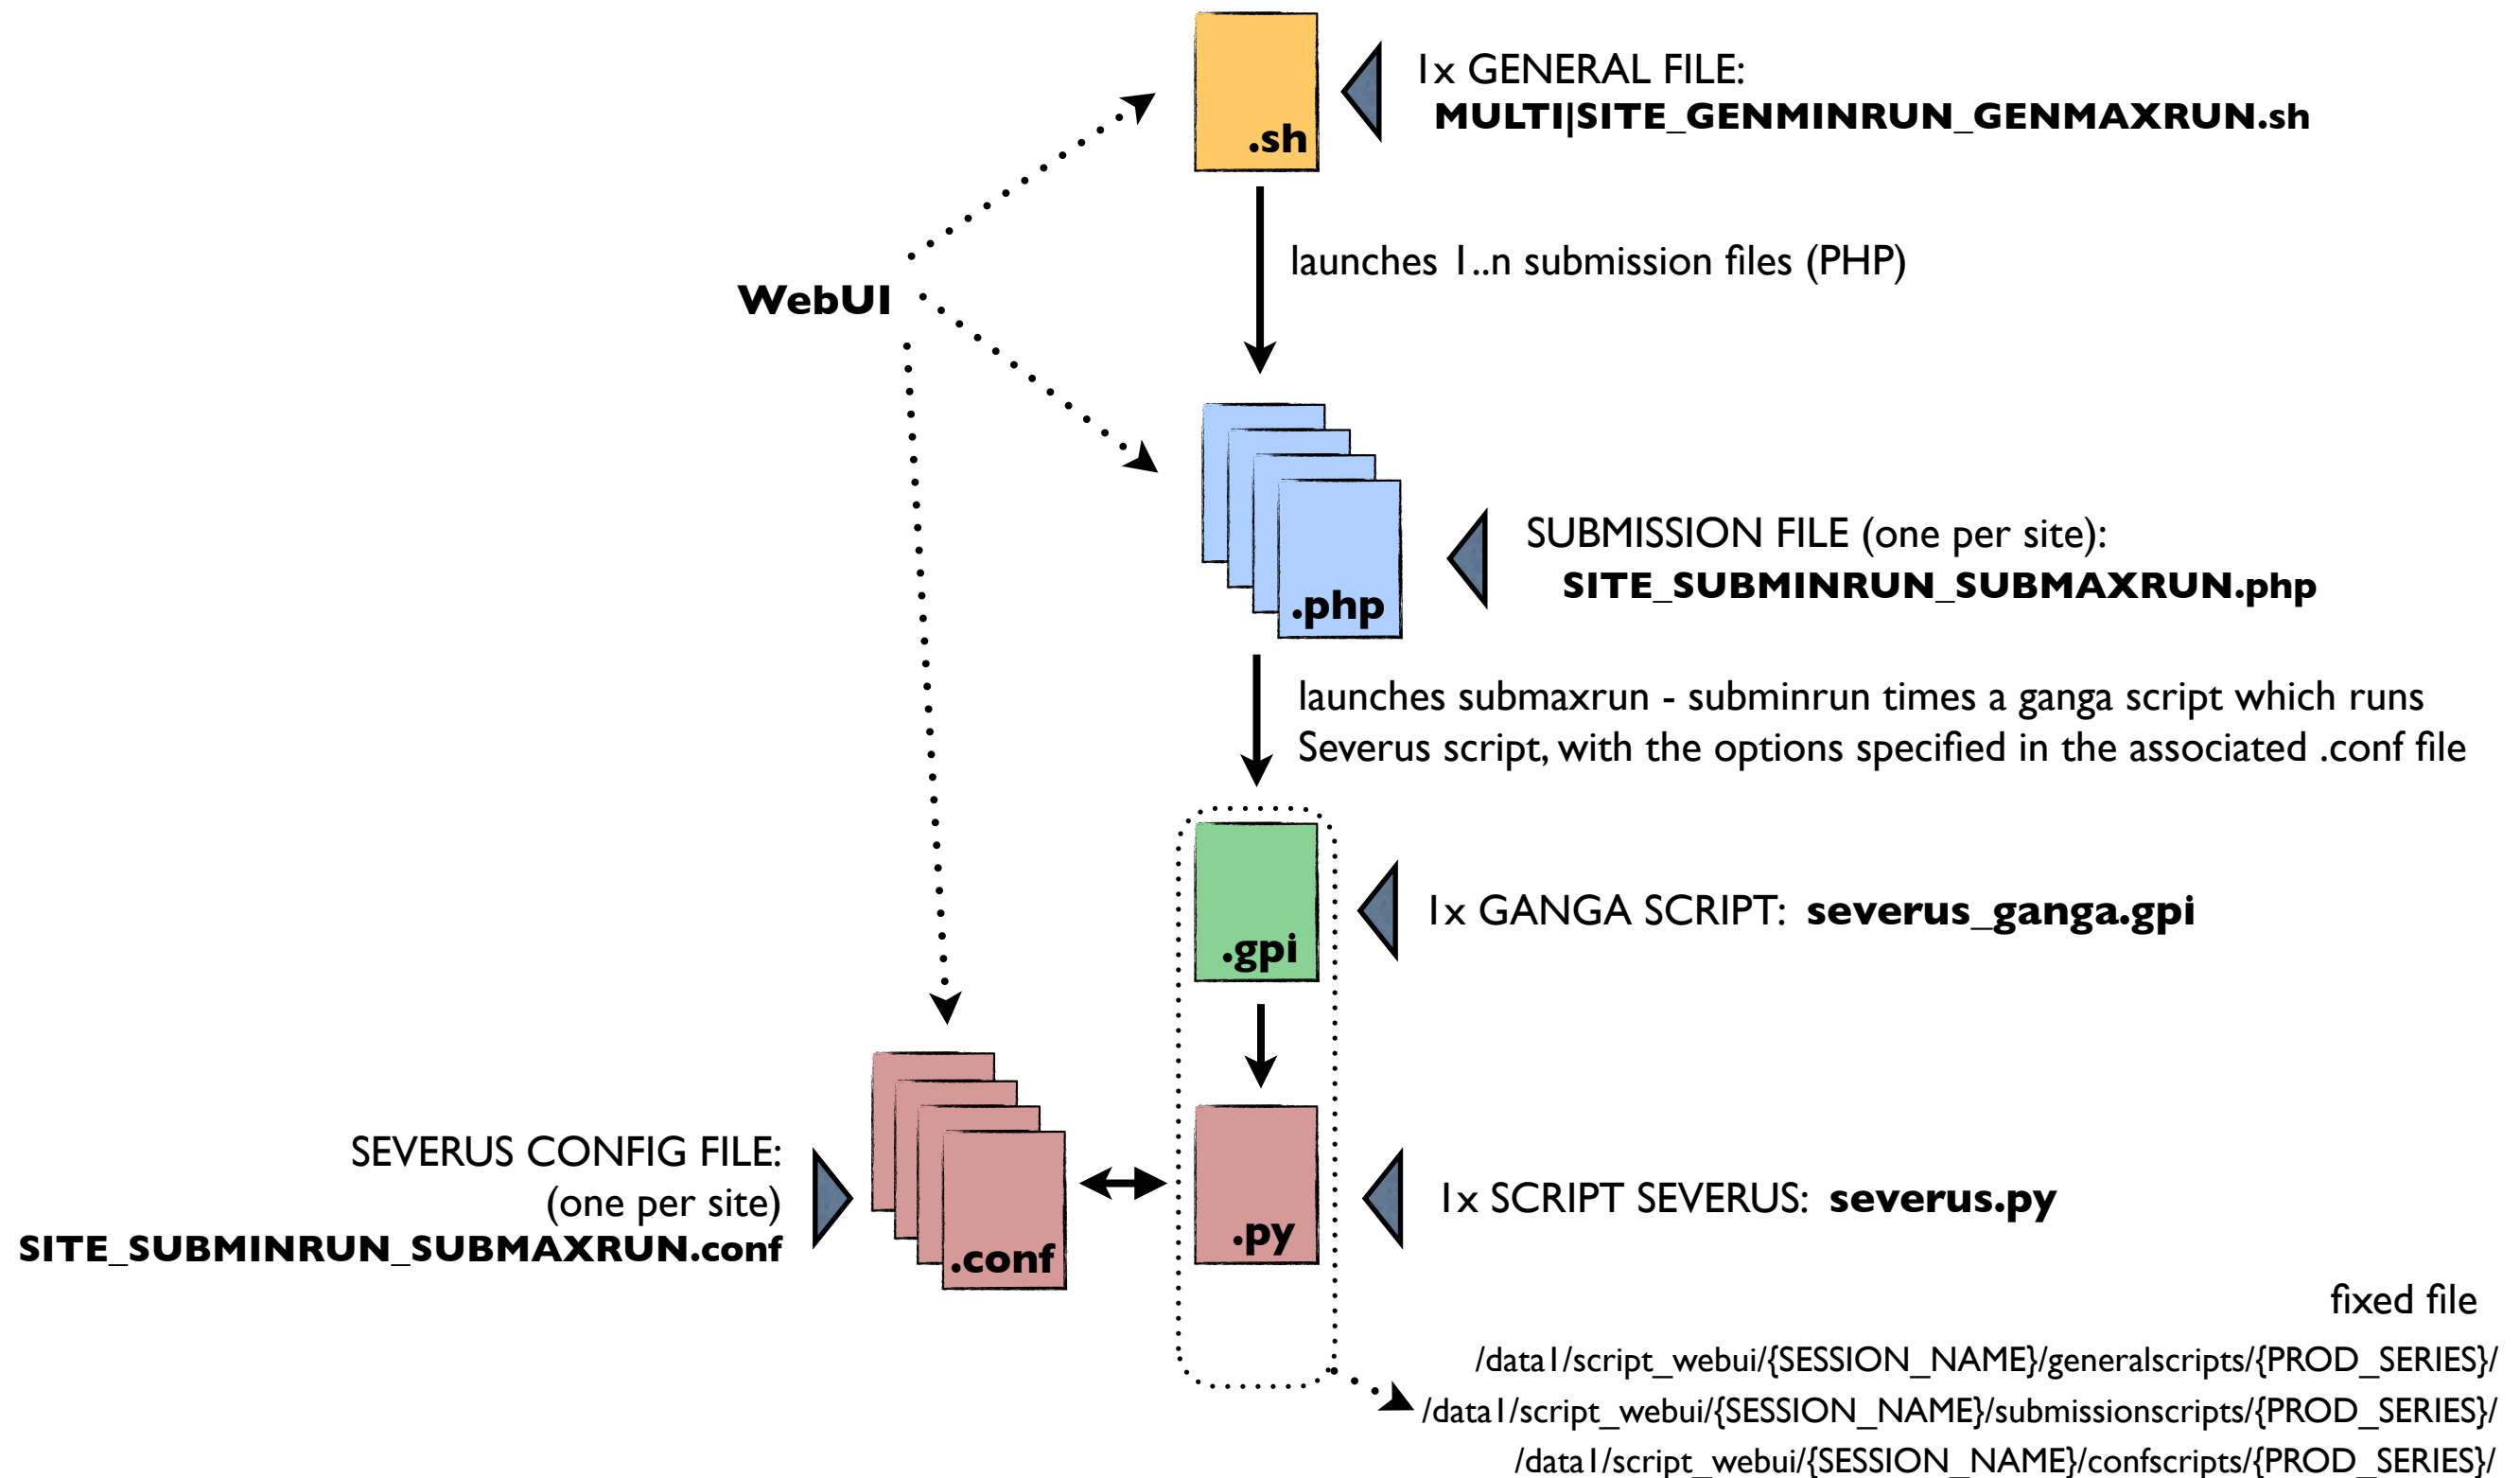 1x GENERAL FILE:
MULTI|SITE_GENMINRUN_GENMAXRUN.sh
.sh
launches 1..n submission files (PHP)
WebUI
SUBMISSION FILE (one per site):
SITE_SUBMINRUN_SUBMAXRUN.php
.php
launches submaxrun - subminrun times a ganga script which runs
Severus script, with the options specified in the associated .conf file
1x GANGA SCRIPT: severus_ganga.gpi
.gpi
SEVERUS CONFIG FILE:
(one per site)
SITE_SUBMINRUN_SUBMAXRUN.conf
.conf
.py
1x SCRIPT SEVERUS: severus.py
fixed file
/data1/script_webui/{SESSION_NAME}/generalscripts/{PROD_SERIES}/
/data1/script_webui/{SESSION_NAME}/submissionscripts/{PROD_SERIES}/
/data1/script_webui/{SESSION_NAME}/confscripts/{PROD_SERIES}/